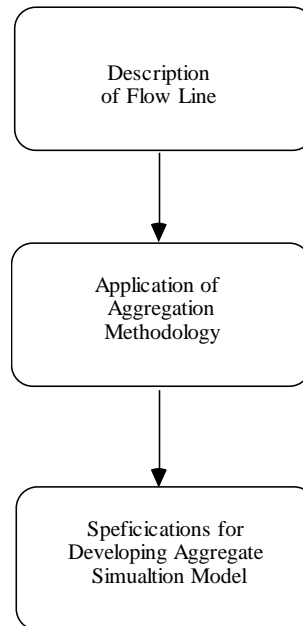 Description
of Flow Line
Application of
Aggregation
Methodology
Speficications for
Developing Aggregate
Simualtion Model